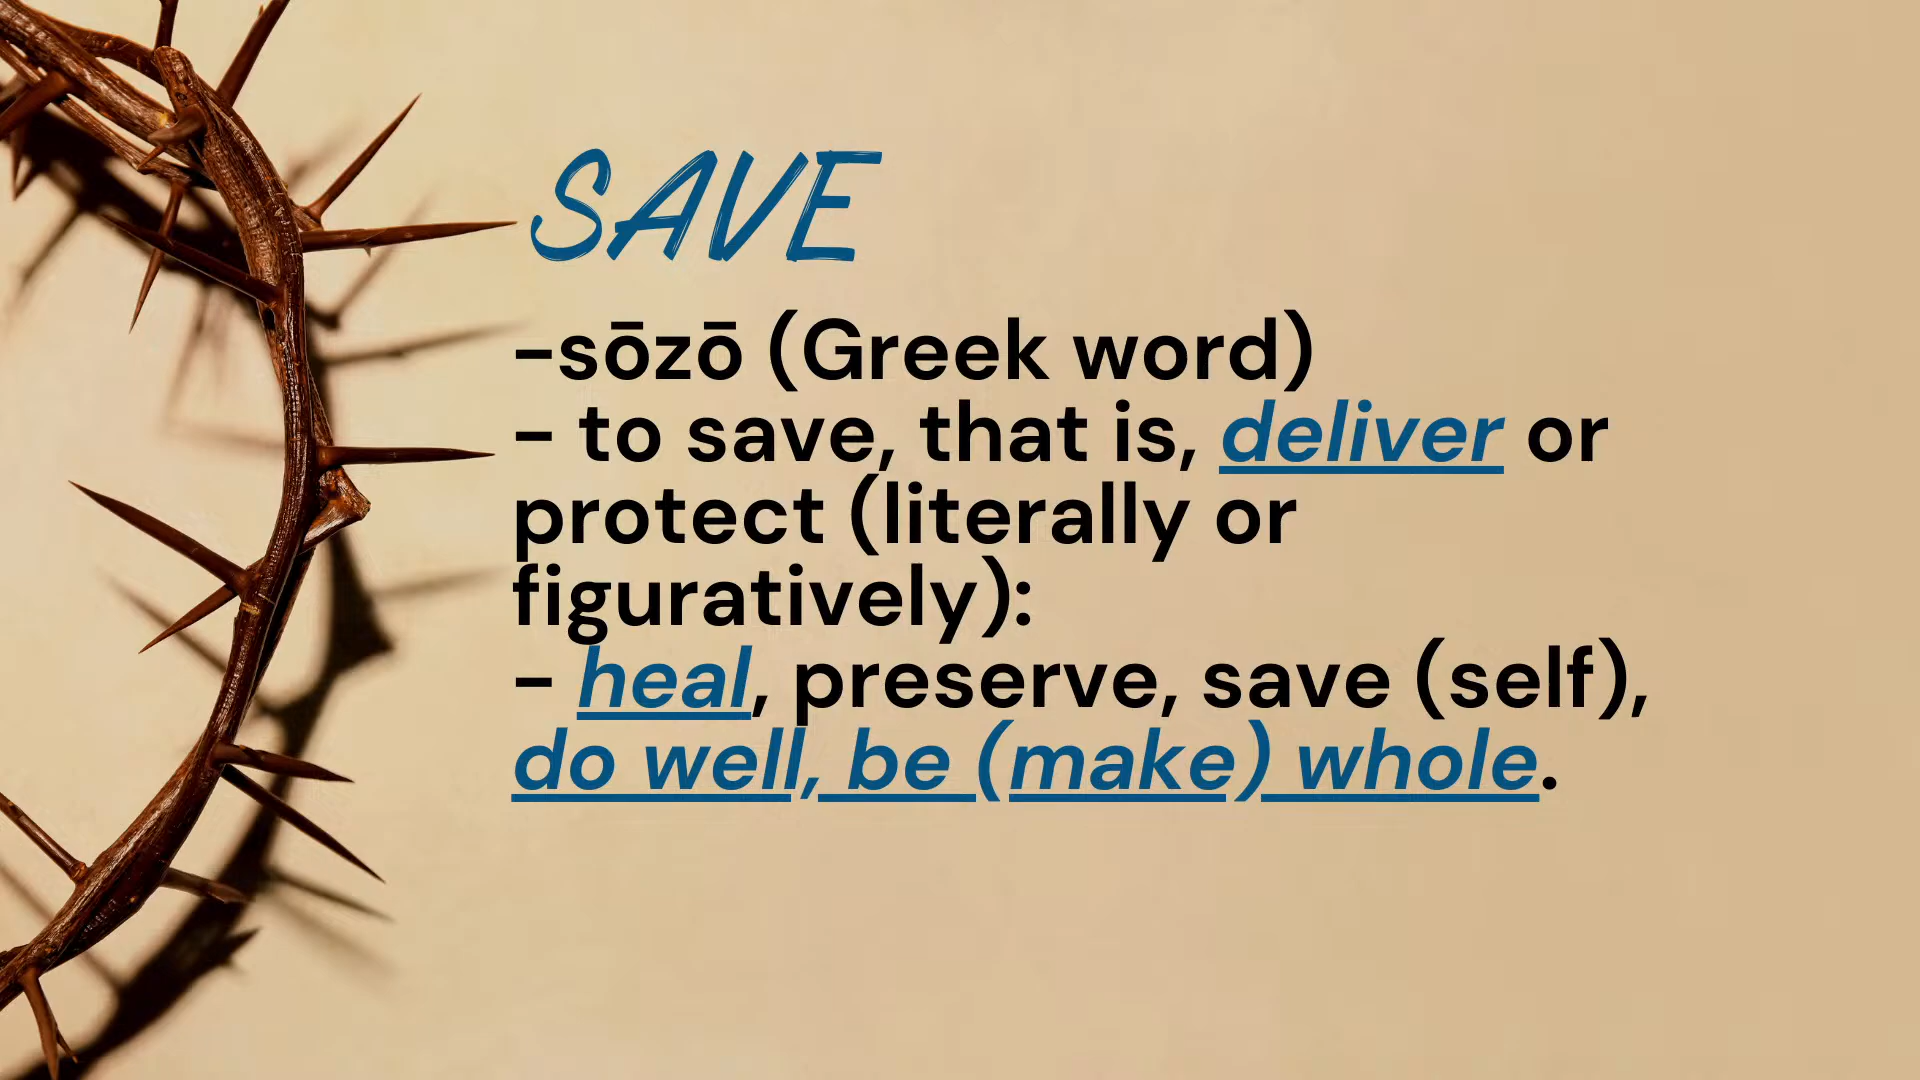 SAVE
-sōzō (Greek word)
- to save, that is, deliver or
protect (literally or
figuratively):
- heal, preserve, save (self),
do well, be (make) whole.